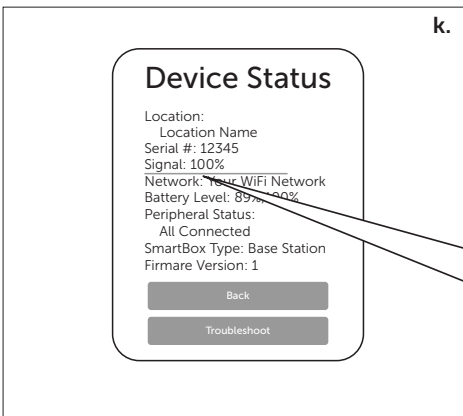 k.
Device Status
Location:
Location Name
Serial #: 12345
Signal: 100%
Network: Your WiFi Network
Battery Level: 89%,100%
Peripheral Status:
All Connected
SmartBox Type: Base Station
Firmare Version: 1
Back
Troubleshoot